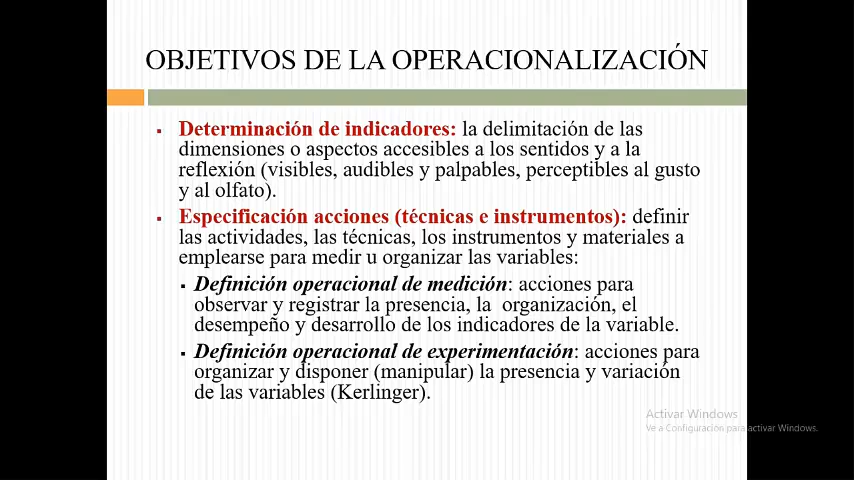 OBJETIVOS DE LA OPERACIONALIZACIÓN
▪ Determinación de indicadores: la delimitación de las
dimensiones o aspectos accesibles a los sentidos y a la
reflexión (visibles, audibles y palpables, perceptibles al gusto
y al olfato).
▪ Especificación acciones (técnicas e instrumentos): definir
las actividades, las técnicas, los instrumentos y materiales a
emplearse para medir u organizar las variables:
▪ Definición operacional de medición: acciones para
observar y registrar la presencia, la organización, el
desempeño y desarrollo de los indicadores de la variable.
▪ Definición operacional de experimentación: acciones para
organizar y disponer (manipular) la presencia y variación
de las variables (Kerlinger).
Activar Windows
Ve a Configuración para activar Windows.